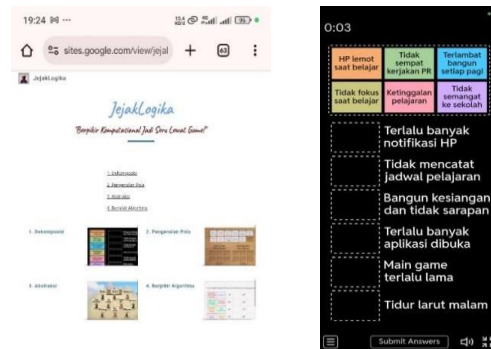 19:24
63
sites.google.com/view/jejal
JejakLogika
JejakLogika
"Berpikir Komputasional Jadi Seru Lewat Game!"
1. Dekomposisi
2. Pengenalan Pola
3. Abstraksi
4. Berpikir Algoritma
1. Dekomposisi
2. Pengenalan Pola
3. Abstraksi
4. Berpikir Algoritma
0:03
HP lemot
saat belajar
Tidak
sempat
kerjakan PR
Terlambat
bangun
setiap pagi
Tidak fokus
saat belajar
Ketinggalan
pelajaran
Tidak
semangat
ke sekolah
Terlalu banyak
notifikasi HP
Tidak mencatat
jadwal pelajaran
Bangun kesiangan
dan tidak sarapan
Terlalu banyak
aplikasi dibuka
Main game
terlalu lama
Tidur larut malam
Submit Answers